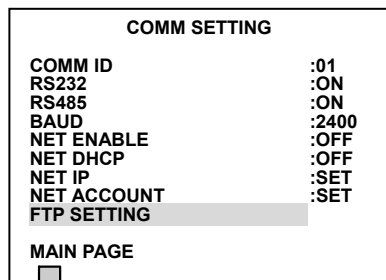 COMM SETTING
COMM ID :01
RS232 :ON
RS485 :ON
BAUD :2400
NET ENABLE :OFF
NET DHCP :OFF
NET IP :SET
NET ACCOUNT :SET
FTP SETTING
MAIN PAGE